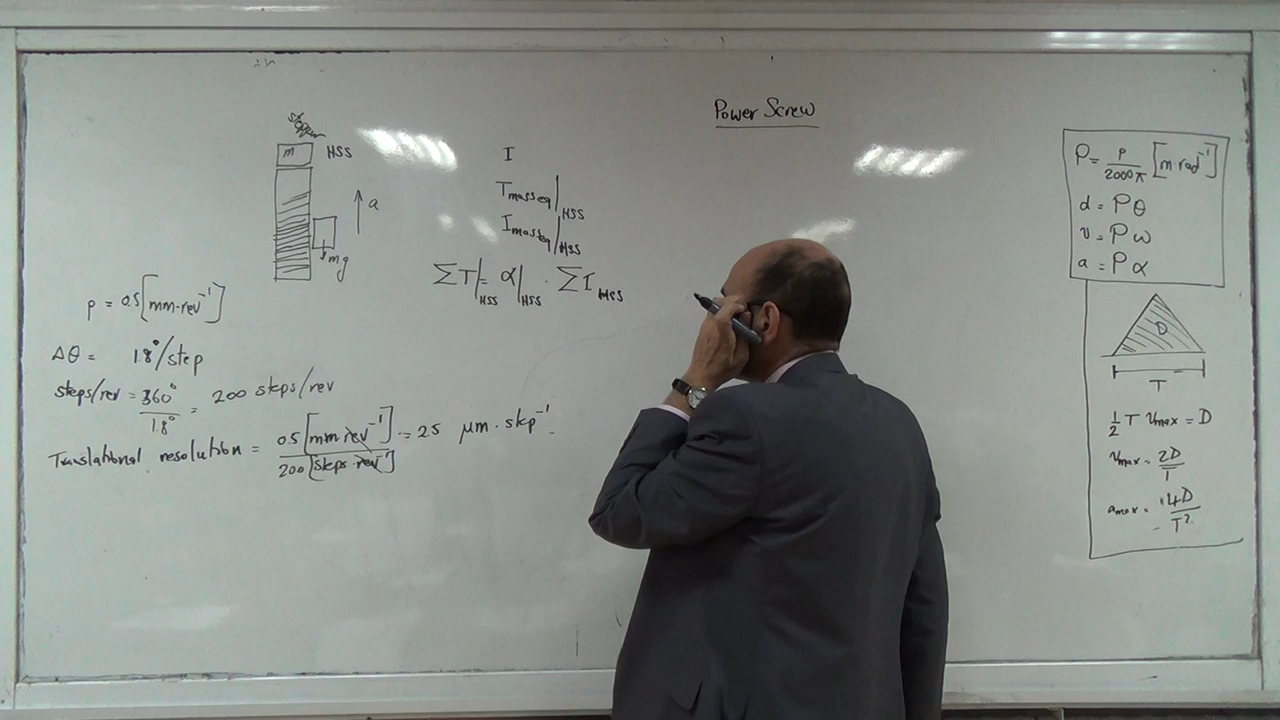 Power Screw
stepper
m HSS
a
mg
I
T mass eq | HSS
I mass eq | HSS
ΣT | HSS = α | HSS · ΣI HSS
p = 0.5 [mm·rev⁻¹]
Δθ = 1.8°/step
steps/rev = 360° / 1.8° = 200 steps/rev
Translational resolution = 0.5 [mm·rev⁻¹] / 200 [steps·rev⁻¹] = 2.5 μm·step⁻¹
P = p / 2000π [m rad⁻¹]
d = Pθ
v = Pω
a = Pα
D
T
½ T vmax = D
vmax = 2D / T
amax = 4D / T²